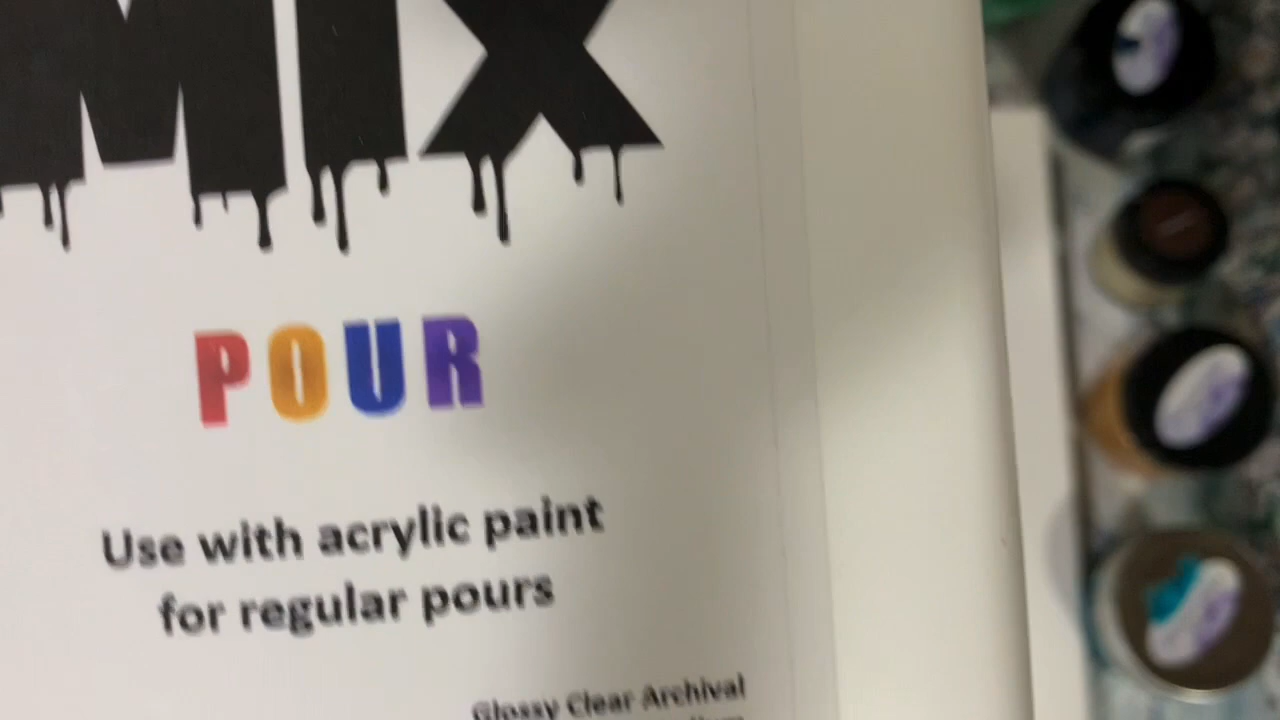 MIX
POUR
Use with acrylic paint
for regular pours
Glossy Clear Archival